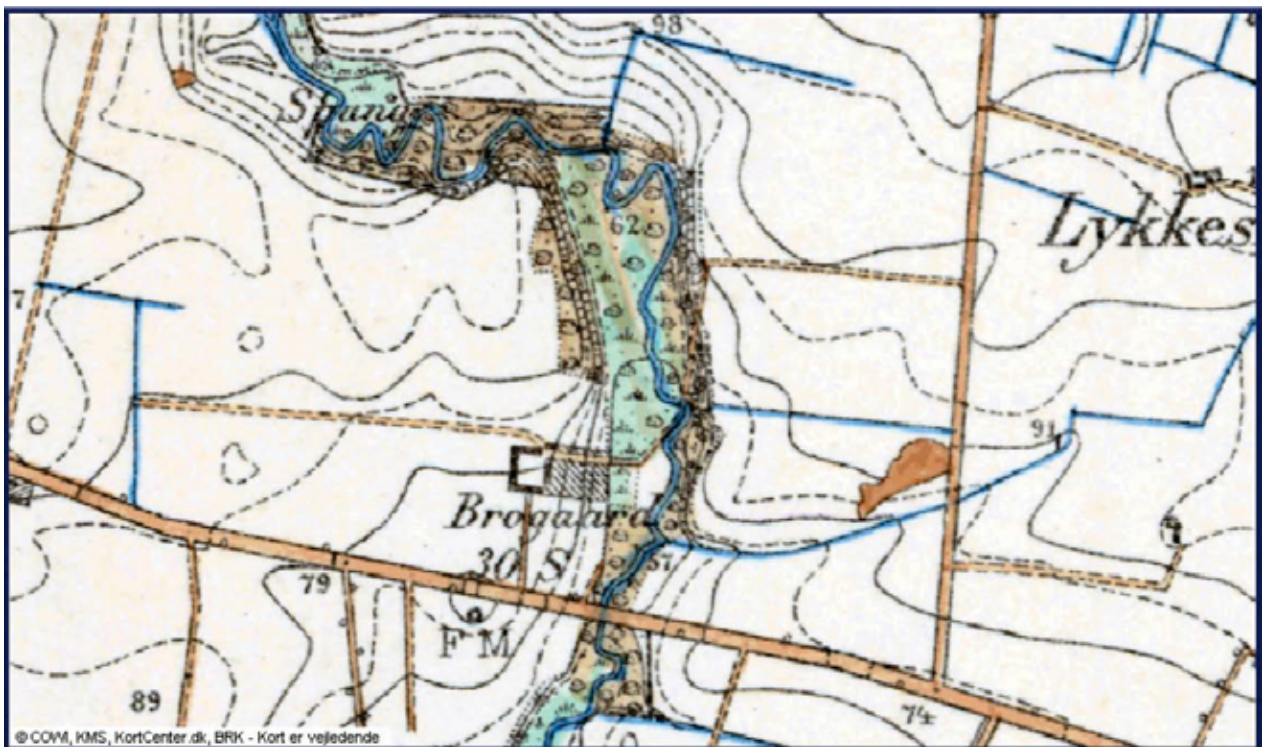 98
Lykkes
62
7
91
Brogaard
30 S
57
79
F M
89
74
© COWI, KMS, KortCenter.dk, BRK - Kort er vejledende